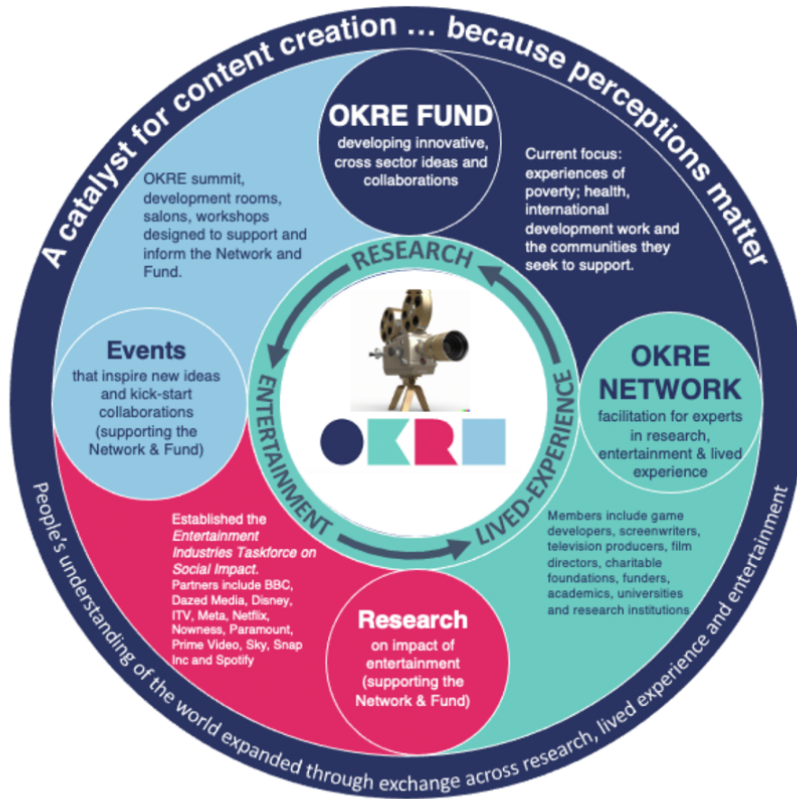 A catalyst for content creation ... because perceptions matter
OKRE FUND
developing innovative,
cross sector ideas and
collaborations
Current focus:
experiences of
poverty; health,
international
development work and
the communities they
seek to support.
OKRE summit,
development rooms,
salons, workshops
designed to support and
inform the Network and
Fund.
RESEARCH
ENTERTAINMENT
LIVED-EXPERIENCE
OKRE
Events
that inspire new ideas
and kick-start
collaborations
(supporting the
Network & Fund)
OKRE
NETWORK
facilitation for experts
in research,
entertainment & lived
experience
Members include game
developers, screenwriters,
television producers, film
directors, charitable
foundations, funders,
academics, universities
and research institutions
Established the
Entertainment
Industries Taskforce on
Social Impact.
Partners include BBC,
Dazed Media, Disney,
ITV, Meta, Netflix,
Nowness, Paramount,
Prime Video, Sky, Snap
Inc and Spotify
Research
on impact of
entertainment
(supporting the
Network & Fund)
People's understanding of the world expanded through exchange across research, lived experience and entertainment